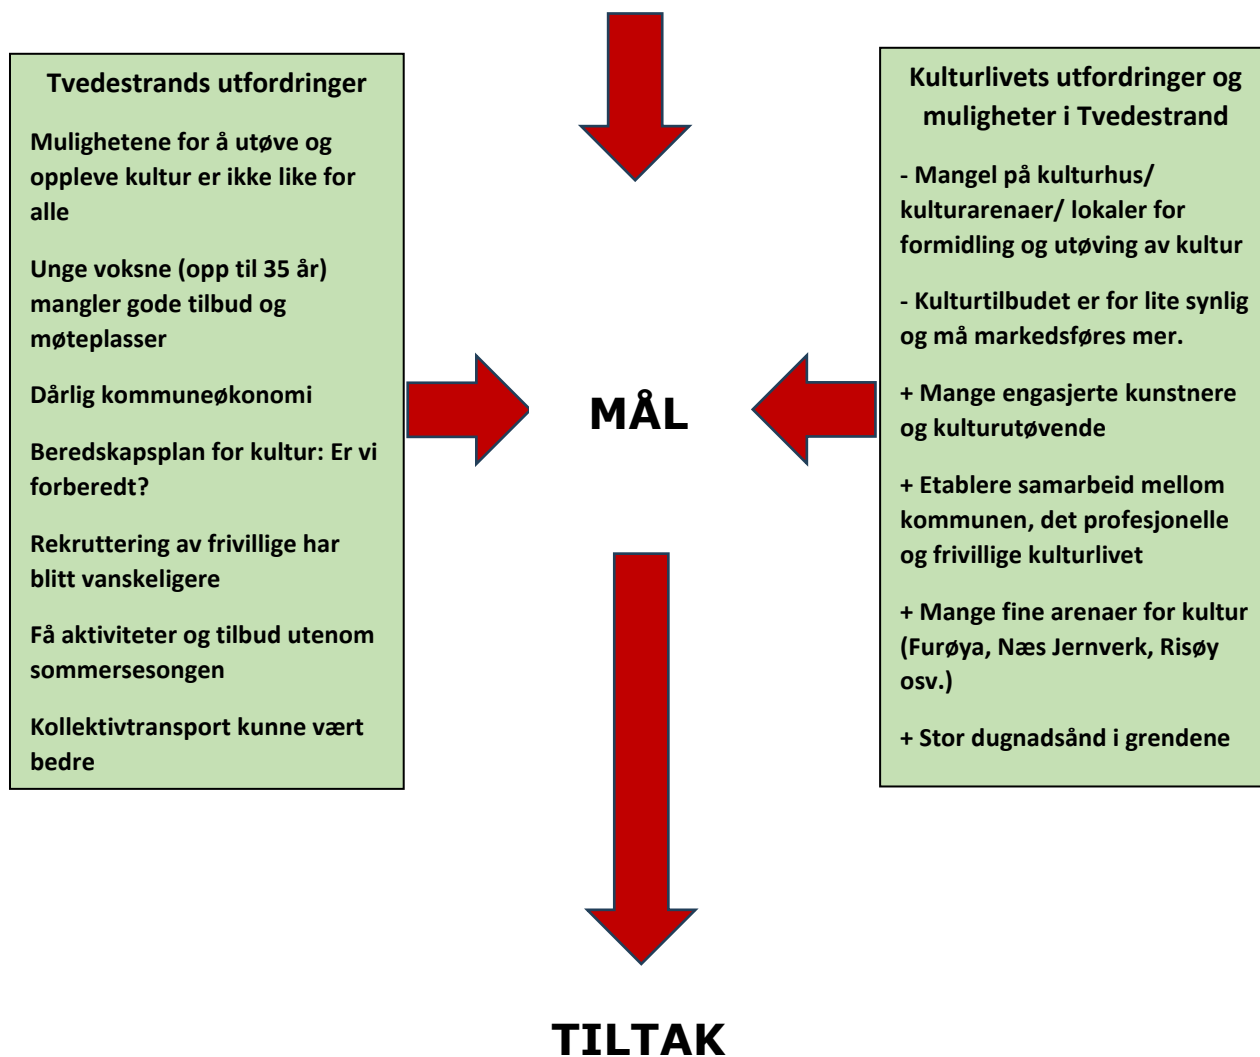 Tvedestrands utfordringer
Mulighetene for å utøve og
oppleve kultur er ikke like for
alle
Unge voksne (opp til 35 år)
mangler gode tilbud og
møteplasser
Dårlig kommuneøkonomi
Beredskapsplan for kultur: Er vi
forberedt?
Rekruttering av frivillige har
blitt vanskeligere
Få aktiviteter og tilbud utenom
sommersesongen
Kollektivtransport kunne vært
bedre
MÅL
Kulturlivets utfordringer og
muligheter i Tvedestrand
- Mangel på kulturhus/
kulturarenaer/ lokaler for
formidling og utøving av kultur
- Kulturtilbudet er for lite synlig
og må markedsføres mer.
+ Mange engasjerte kunstnere
og kulturutøvende
+ Etablere samarbeid mellom
kommunen, det profesjonelle
og frivillige kulturlivet
+ Mange fine arenaer for kultur
(Furøya, Næs Jernverk, Risøy
osv.)
+ Stor dugnadsånd i grendene
TILTAK